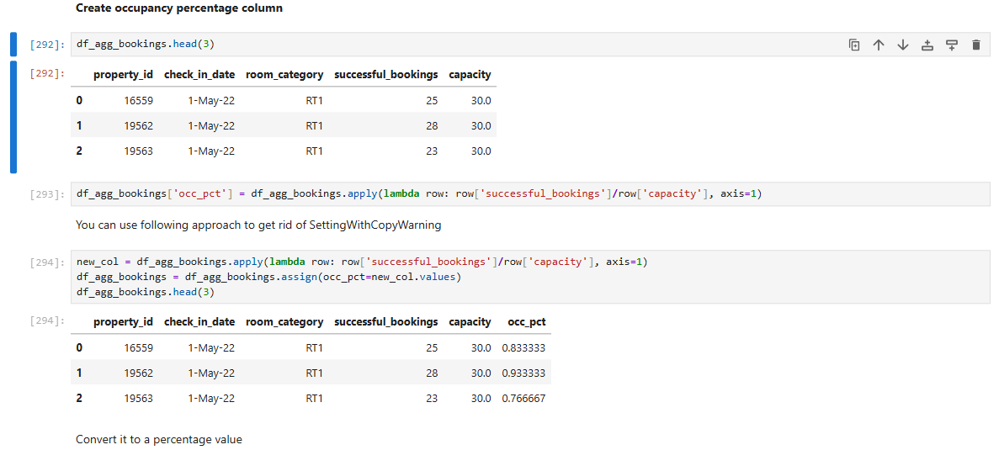 Create occupancy percentage column
[292]: df_agg_bookings.head(3)
[292]: property_id check_in_date room_category successful_bookings capacity
0 16559 1-May-22 RT1 25 30.0
1 19562 1-May-22 RT1 28 30.0
2 19563 1-May-22 RT1 23 30.0
[293]: df_agg_bookings['occ_pct'] = df_agg_bookings.apply(lambda row: row['successful_bookings']/row['capacity'], axis=1)
You can use following approach to get rid of SettingWithCopyWarning
[294]: new_col = df_agg_bookings.apply(lambda row: row['successful_bookings']/row['capacity'], axis=1)
df_agg_bookings = df_agg_bookings.assign(occ_pct=new_col.values)
df_agg_bookings.head(3)
[294]: property_id check_in_date room_category successful_bookings capacity occ_pct
0 16559 1-May-22 RT1 25 30.0 0.833333
1 19562 1-May-22 RT1 28 30.0 0.933333
2 19563 1-May-22 RT1 23 30.0 0.766667
Convert it to a percentage value